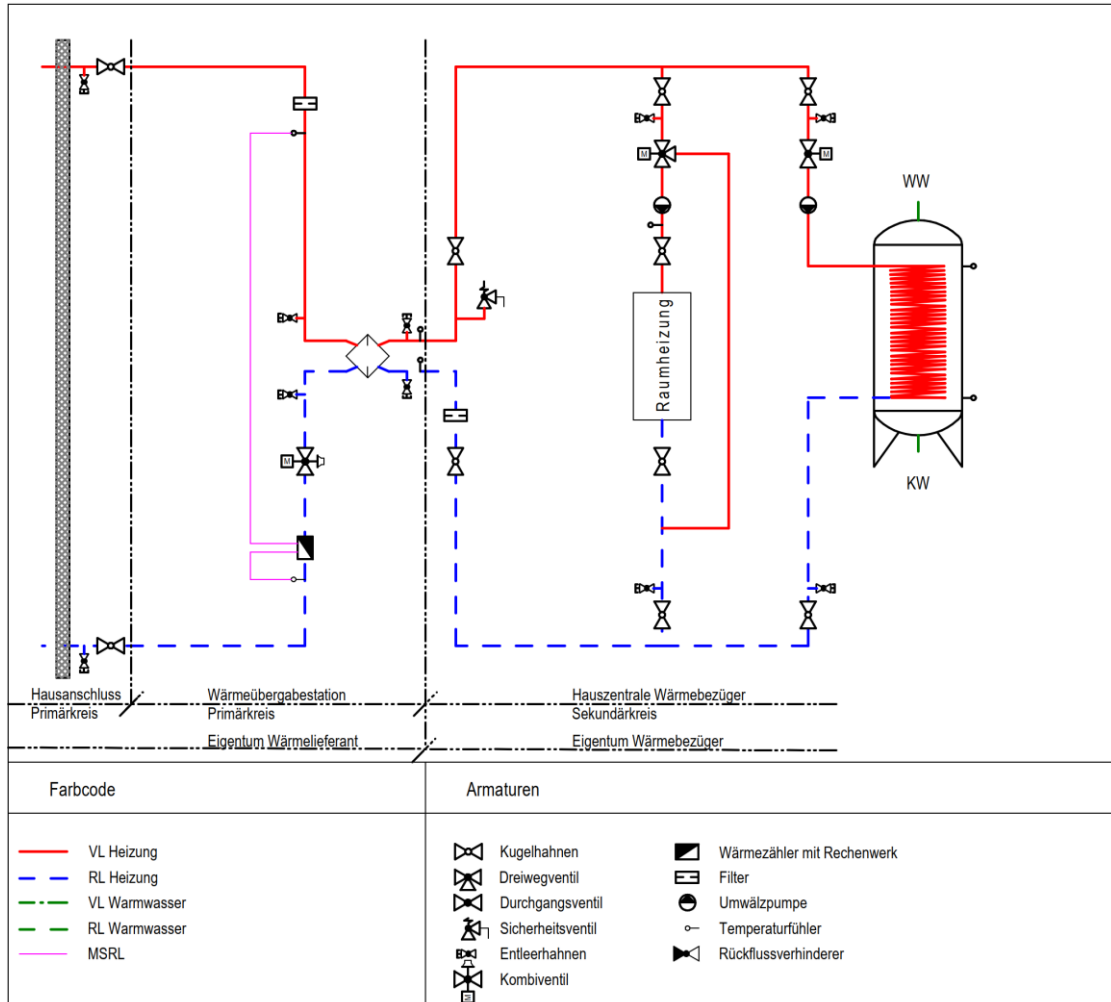 M
M
WW
Raumheizung
M
KW
Hausanschluss
Primärkreis
Wärmeübergabestation
Primärkreis
Hauszentrale Wärmebezüger
Sekundärkreis
Eigentum Wärmelieferant
Eigentum Wärmebezüger
Farbcode
Armaturen
VL Heizung
RL Heizung
VL Warmwasser
RL Warmwasser
MSRL
Kugelhahnen
Dreiwegventil
Durchgangsventil
Sicherheitsventil
Entleerhahnen
Kombiventil
M
Wärmezähler mit Rechenwerk
Filter
Umwälzpumpe
Temperaturfühler
Rückflussverhinderer